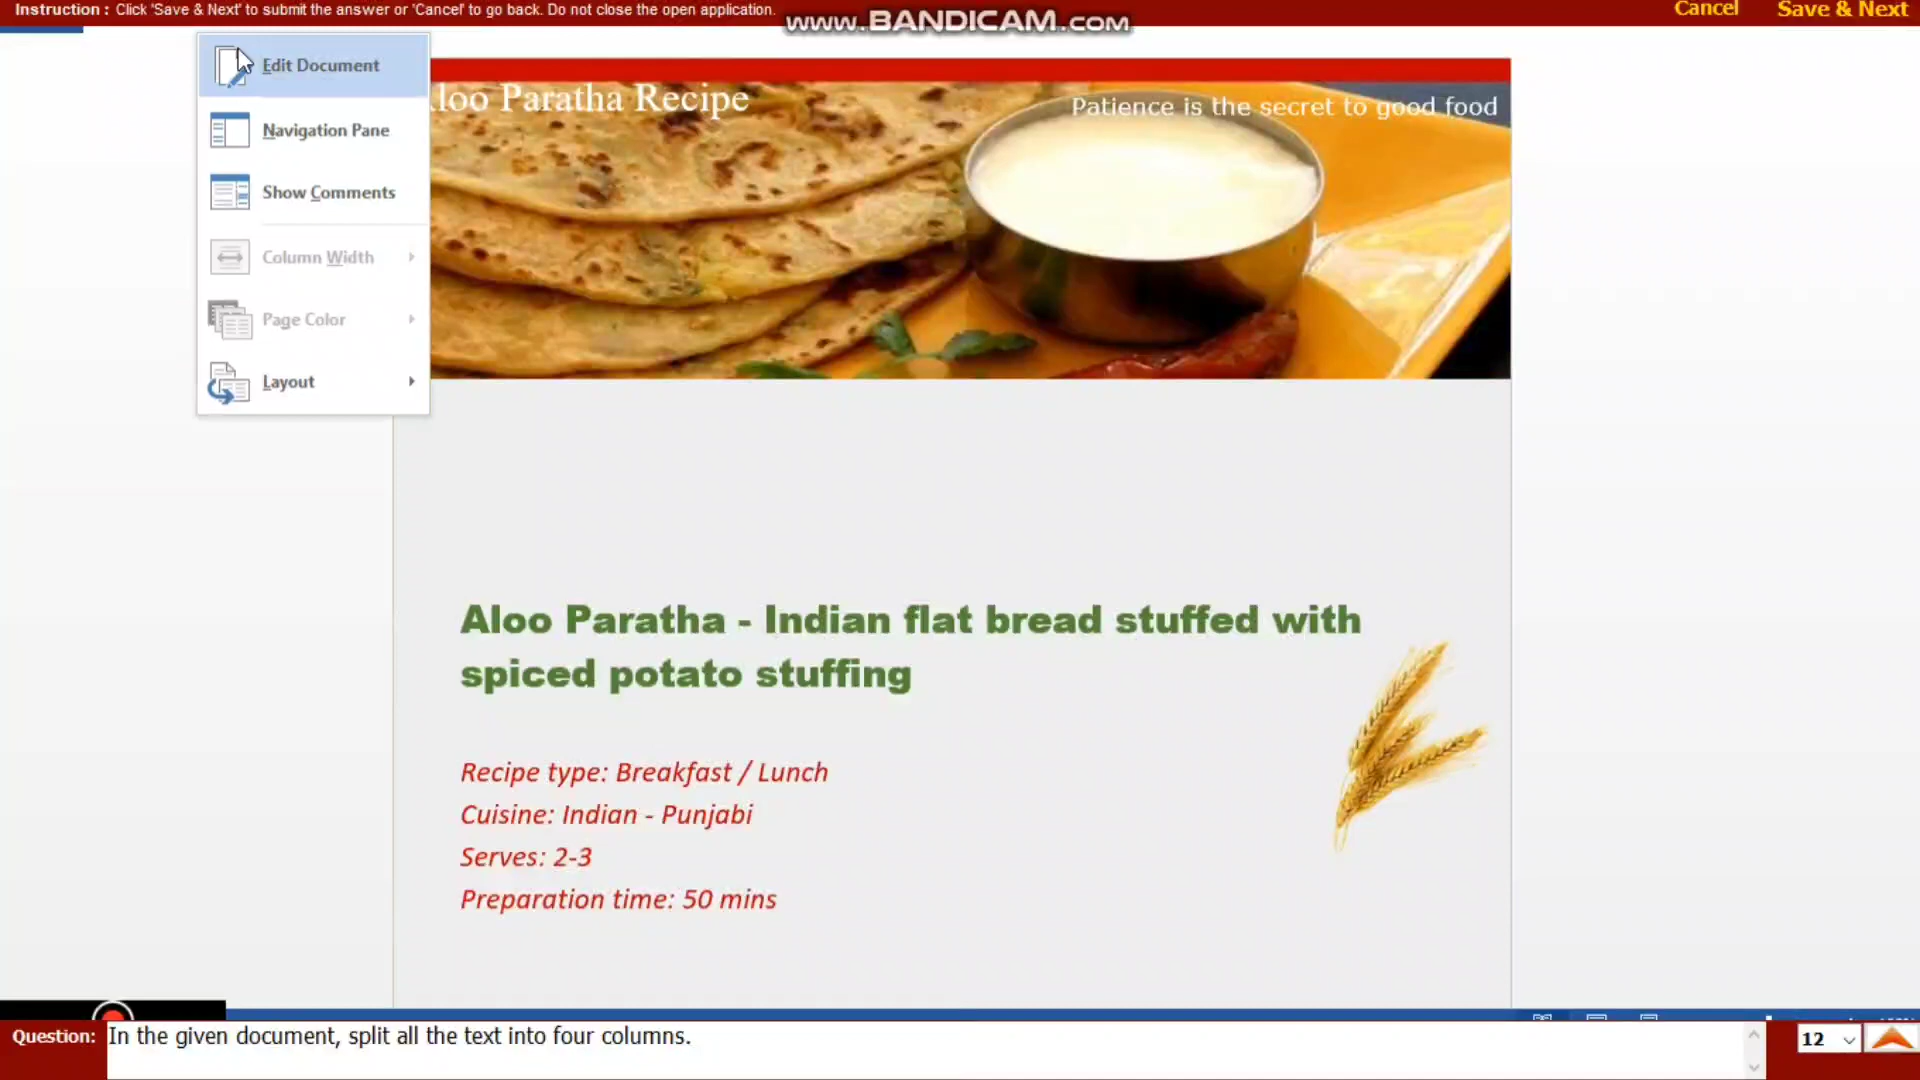 Instruction : Click 'Save & Next' to submit the answer or 'Cancel' to go back. Do not close the open application.
www.BANDICAM.com
Cancel
Save & Next
Edit Document
Navigation Pane
Show Comments
Column Width
Page Color
Layout
loo Paratha Recipe
Patience is the secret to good food
Aloo Paratha - Indian flat bread stuffed with
spiced potato stuffing
Recipe type: Breakfast / Lunch
Cuisine: Indian - Punjabi
Serves: 2-3
Preparation time: 50 mins
Question: In the given document, split all the text into four columns.
12